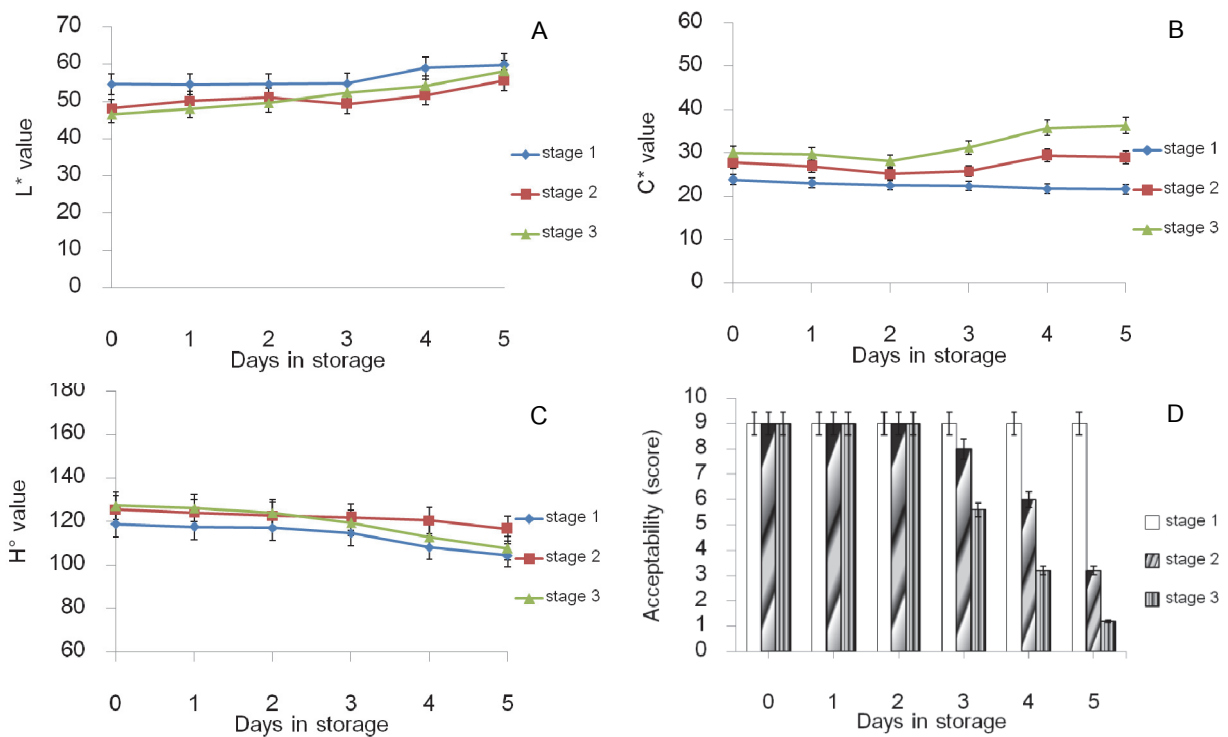 A
70
60
50
40
30
20
10
0
L* value
0 1 2 3 4 5
Days in storage
stage 1
stage 2
stage 3
B
60
50
40
30
20
10
0
C* value
0 1 2 3 4 5
Days in storage
stage 1
stage 2
stage 3
C
180
160
140
120
100
80
60
H° value
0 1 2 3 4 5
Days in storage
stage 1
stage 2
stage 3
D
10
9
8
7
6
5
4
3
2
1
0
Acceptability (score)
0 1 2 3 4 5
Days in storage
stage 1
stage 2
stage 3